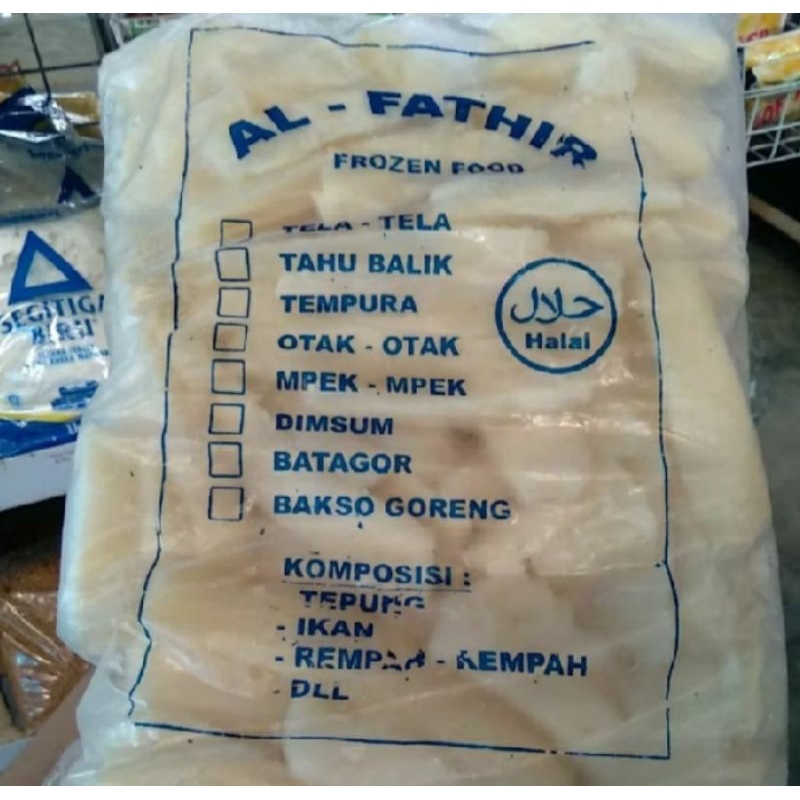 AL - FATHIR
FROZEN FOOD
TELA - TELA
TAHU BALIK
TEMPURA
OTAK - OTAK
MPEK - MPEK
DIMSUM
BATAGOR
BAKSO GORENG
حلال
Halal
KOMPOSISI :
TEPUNG
- IKAN
- REMPAH - REMPAH
- DLL
SEGITIGA